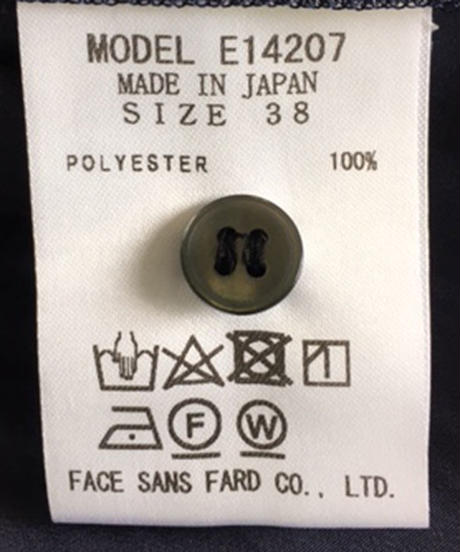 MODEL E14207
MADE IN JAPAN
SIZE 38
POLYESTER 100%
F W
FACE SANS FARD CO., LTD.